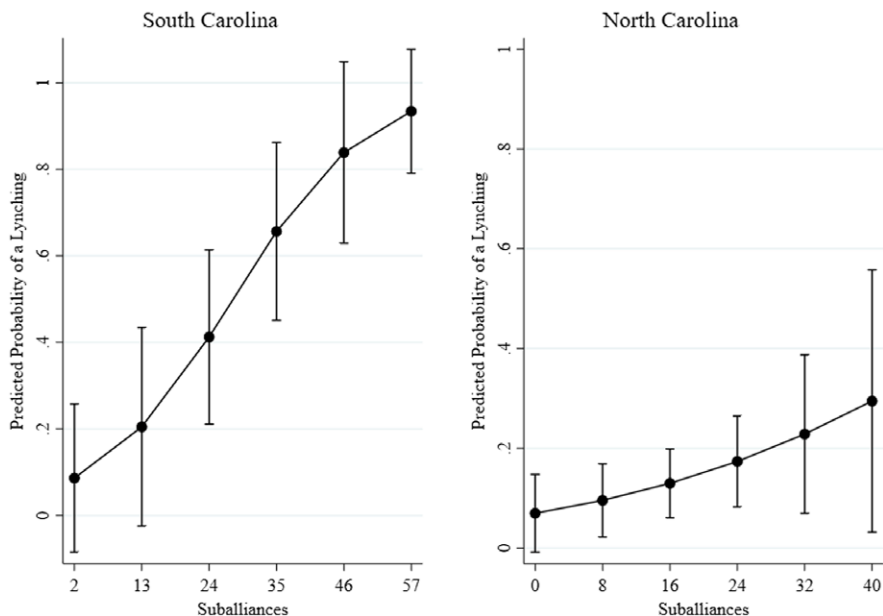 South Carolina
Predicted Probability of a Lynching
1
.8
.6
.4
.2
0
2 13 24 35 46 57
Suballiances
North Carolina
Predicted Probability of a Lynching
1
.8
.6
.4
.2
0
0 8 16 24 32 40
Suballiances